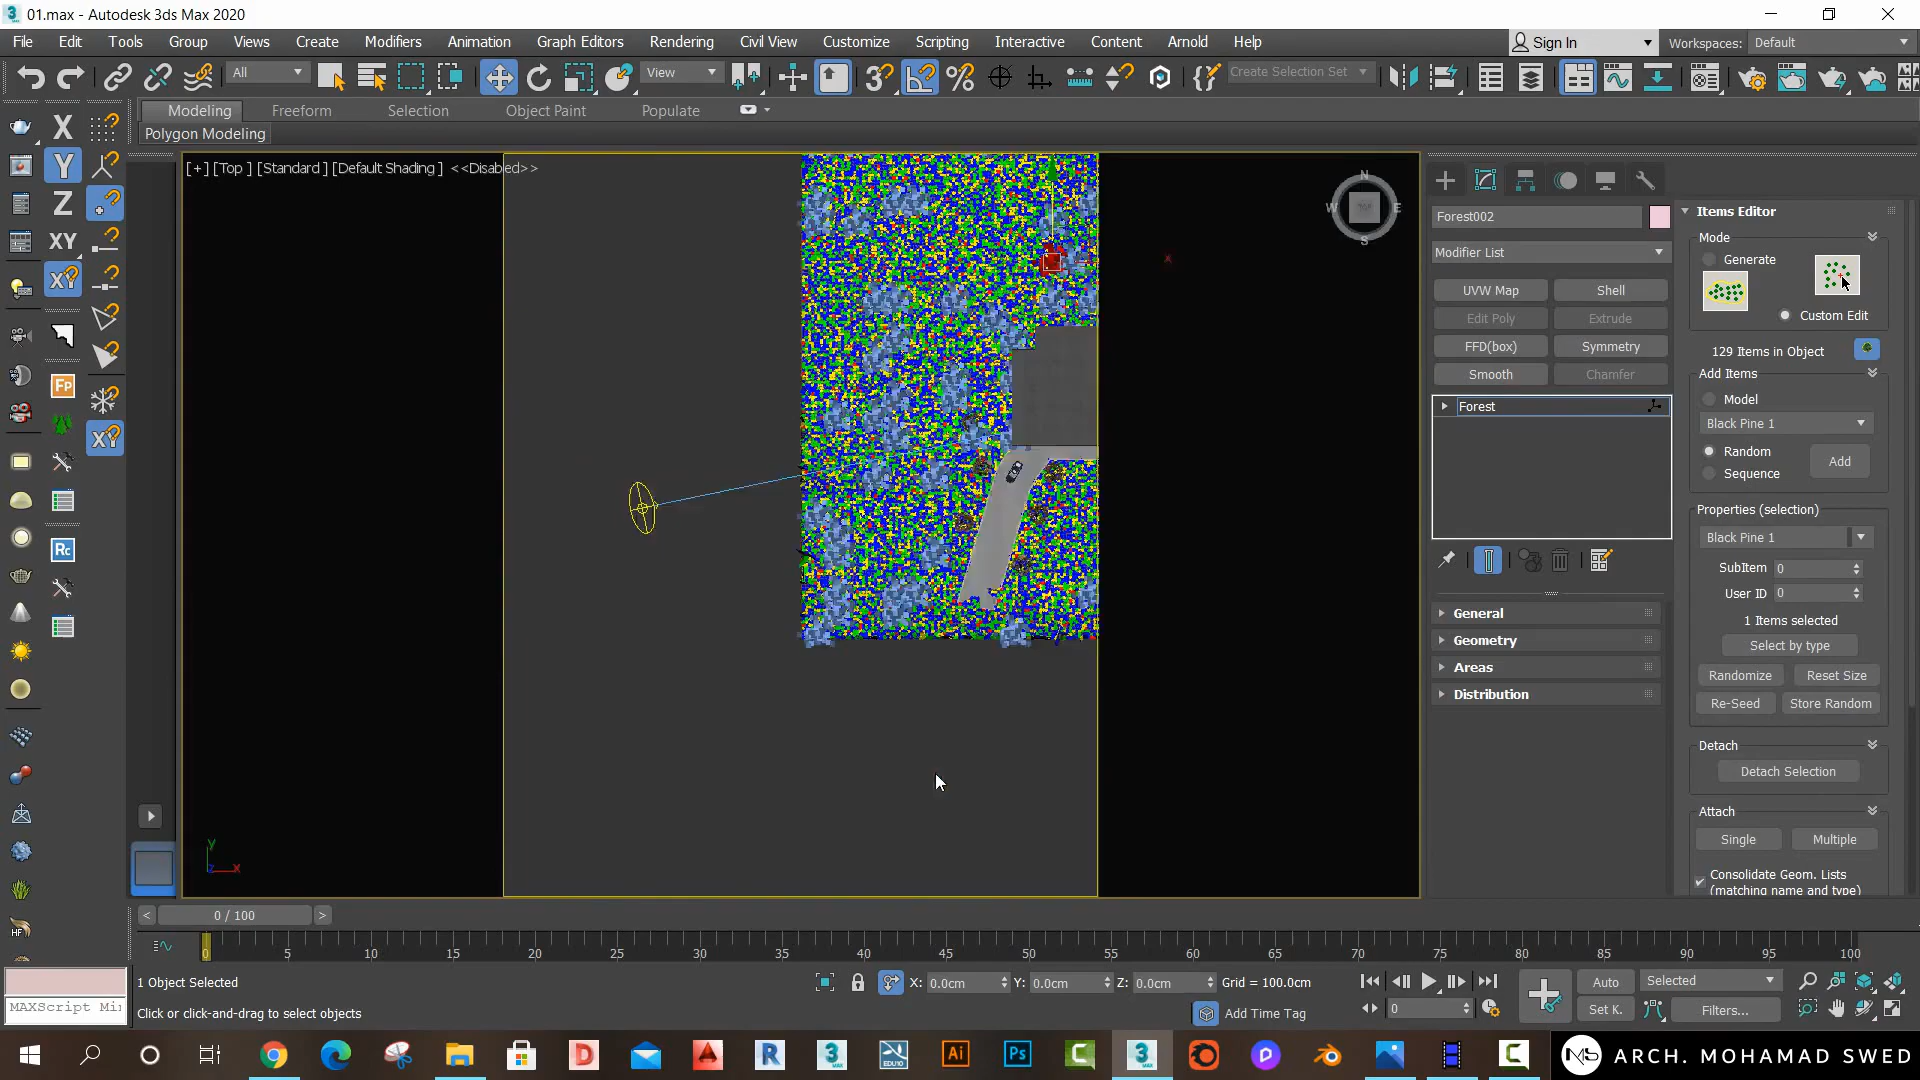 01.max - Autodesk 3ds Max 2020
File Edit Tools Group Views Create Modifiers Animation Graph Editors Rendering Civil View Customize Scripting Interactive Content Arnold Help
Sign In
Workspaces: Default
All
View
Create Selection Set
Modeling Freeform Selection Object Paint Populate
Polygon Modeling
X
Y
Z
XY
[+] [Top ] [Standard ] [Default Shading ] <<Disabled>>
N
W TOP E
S
x
Fp
Rc
HF
y
z x
Forest002
Modifier List
UVW Map Shell
Edit Poly Extrude
FFD(box) Symmetry
Smooth Chamfer
Forest
General
Geometry
Areas
Distribution
Items Editor
Mode
Generate
Custom Edit
129 Items in Object
Add Items
Model
Black Pine 1
Random
Sequence
Add
Properties (selection)
Black Pine 1
SubItem 0
User ID 0
1 Items selected
Select by type
Randomize Reset Size
Re-Seed Store Random
Detach
Detach Selection
Attach
Single Multiple
Consolidate Geom. Lists
(matching name and type)
< 0 / 100 >
0 5 10 15 20 25 30 35 40 45 50 55 60 65 70 75 80 85 90 95 100
1 Object Selected
X: 0.0cm Y: 0.0cm Z: 0.0cm Grid = 100.0cm
Auto Selected
MAXScript Mi
Click or click-and-drag to select objects
Add Time Tag
0
Set K. Filters...
ARCH. MOHAMAD SWED